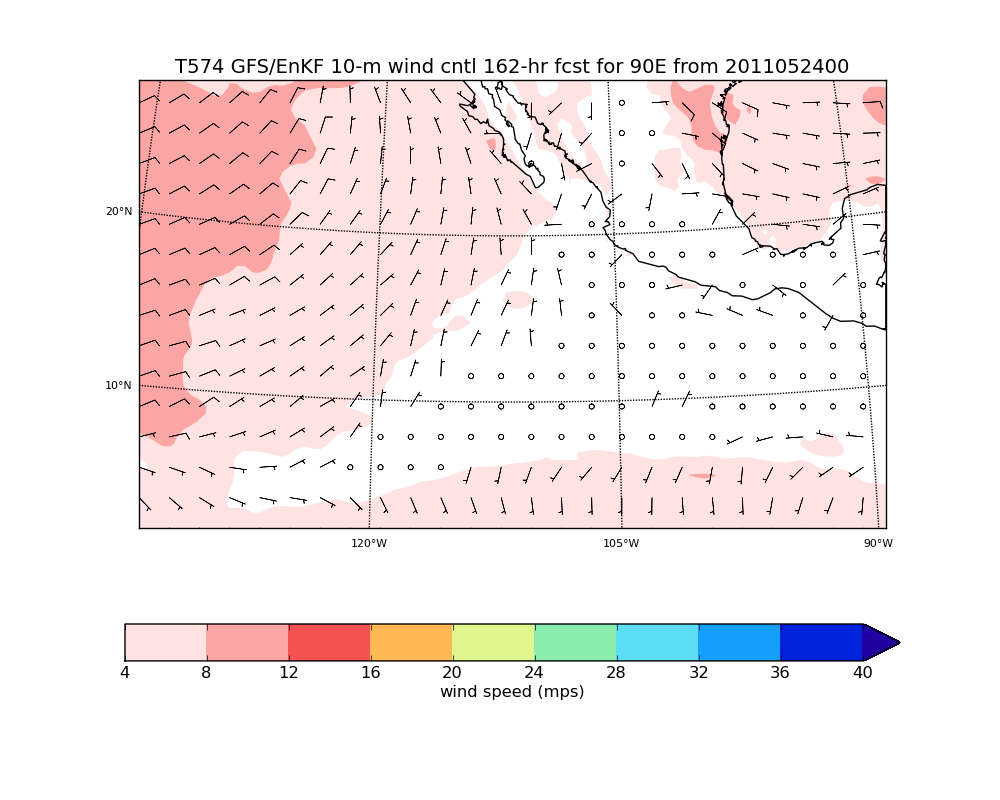 T574 GFS/EnKF 10-m wind cntl 162-hr fcst for 90E from 2011052400
20°N
10°N
120°W 105°W 90°W
4 8 12 16 20 24 28 32 36 40
wind speed (mps)